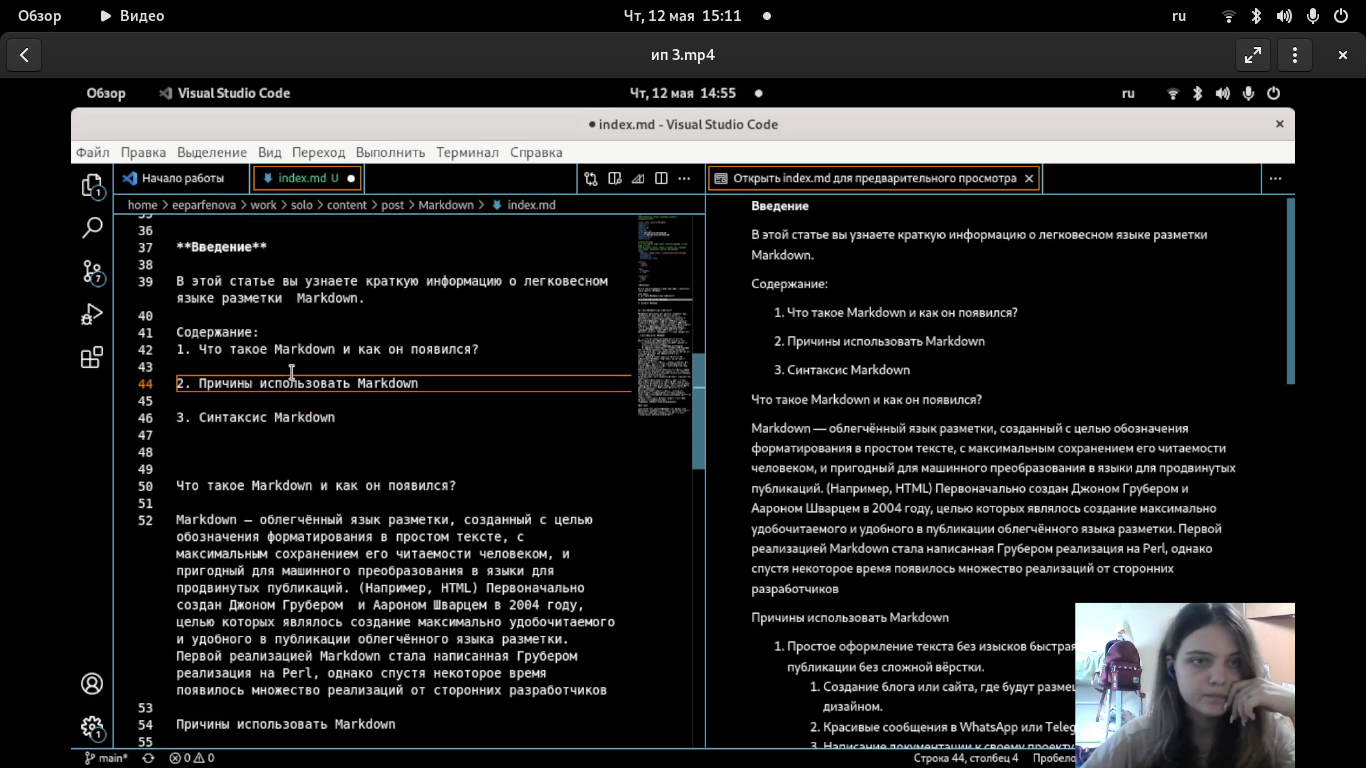 Обзор
Видео
Чт, 12 мая 15:11
ru
ип 3.mp4
Обзор
Visual Studio Code
Чт, 12 мая 14:55
ru
index.md - Visual Studio Code
Файл Правка Выделение Вид Переход Выполнить Терминал Справка
Начало работы
index.md U
home > eeparfenova > work > solo > content > post > Markdown > index.md
35
36
37 **Введение**
38
39 В этой статье вы узнаете краткую информацию о легковесном
языке разметки  Markdown.
40
41 Содержание:
42 1. Что такое Markdown и как он появился?
43
44 2. Причины использовать Markdown
45
46 3. Синтаксис Markdown
47
48
49
50 Что такое Markdown и как он появился?
51
52 Markdown — облегчённый язык разметки, созданный с целью
обозначения форматирования в простом тексте, с
максимальным сохранением его читаемости человеком, и
пригодный для машинного преобразования в языки для
продвинутых публикаций. (Например, HTML) Первоначально
создан Джоном Грубером  и Аароном Шварцем в 2004 году,
целью которых являлось создание максимально удобочитаемого
и удобного в публикации облегчённого языка разметки.
Первой реализацией Markdown стала написанная Грубером
реализация на Perl, однако спустя некоторое время
появилось множество реализаций от сторонних разработчиков
53
54 Причины использовать Markdown
55
Открыть index.md для предварительного просмотра
Введение
В этой статье вы узнаете краткую информацию о легковесном языке разметки
Markdown.
Содержание:
1. Что такое Markdown и как он появился?
2. Причины использовать Markdown
3. Синтаксис Markdown
Что такое Markdown и как он появился?
Markdown — облегчённый язык разметки, созданный с целью обозначения
форматирования в простом тексте, с максимальным сохранением его читаемости
человеком, и пригодный для машинного преобразования в языки для продвинутых
публикаций. (Например, HTML) Первоначально создан Джоном Грубером и
Аароном Шварцем в 2004 году, целью которых являлось создание максимально
удобочитаемого и удобного в публикации облегчённого языка разметки. Первой
реализацией Markdown стала написанная Грубером реализация на Perl, однако
спустя некоторое время появилось множество реализаций от сторонних
разработчиков
Причины использовать Markdown
1. Простое оформление текста без изысков быстрая
публикации без сложной вёрстки.
1. Создание блога или сайта, где будут
дизайном.
2. Красивые сообщения в WhatsApp или
3. Написание документации к своему
1
7
1
main*
0 0
Строка 44, столбец 4